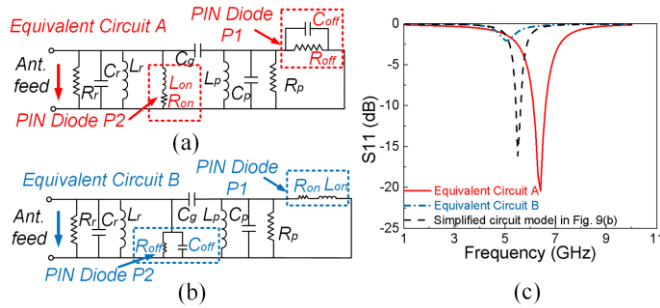 Equivalent Circuit A
PIN Diode
P1
Coff
Roff
Cg
Ant.
feed
Rr
Cr
Lr
Lon
Ron
Lp
Cp
Rp
PIN Diode P2
(a)
Equivalent Circuit B
PIN Diode
P1
Ron Lon
Cg
Ant.
feed
Rr
Cr
Lr
Roff
Coff
Lp
Cp
Rp
PIN Diode P2
(b)
S11 (dB)
0
-5
-10
-15
-20
-25
Equivalent Circuit A
Equivalent Circuit B
Simplified circuit model in Fig. 9(b)
1 4 7 10
Frequency (GHz)
(c)